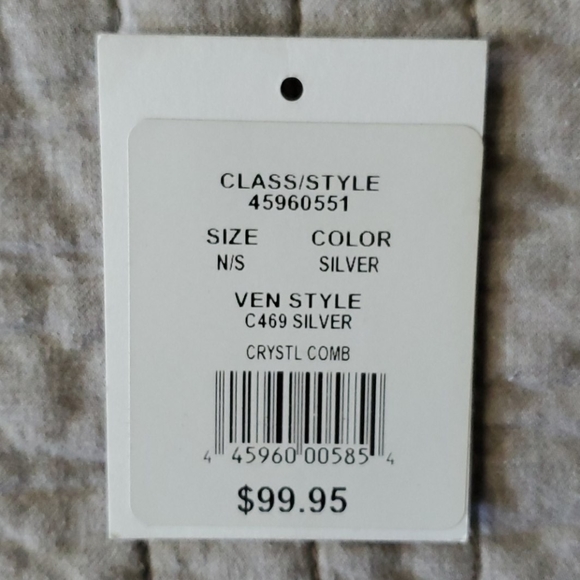 CLASS/STYLE
45960551
SIZE COLOR
N/S SILVER
VEN STYLE
C469 SILVER
CRYSTL COMB
4 45960 00585 4
$99.95